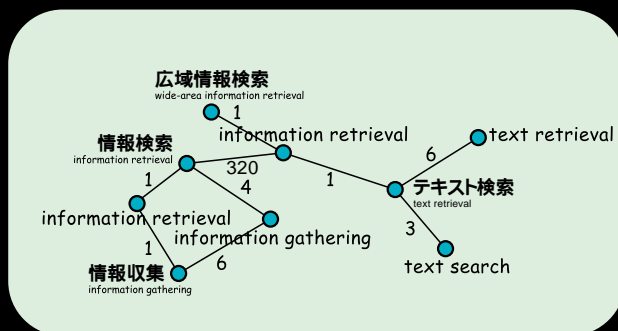 広域情報検索
wide-area information retrieval
1
information retrieval
情報検索
information retrieval
320
4
1
1
6
text retrieval
テキスト検索
text retrieval
information retrieval
information gathering
3
1
6
情報収集
information gathering
text search